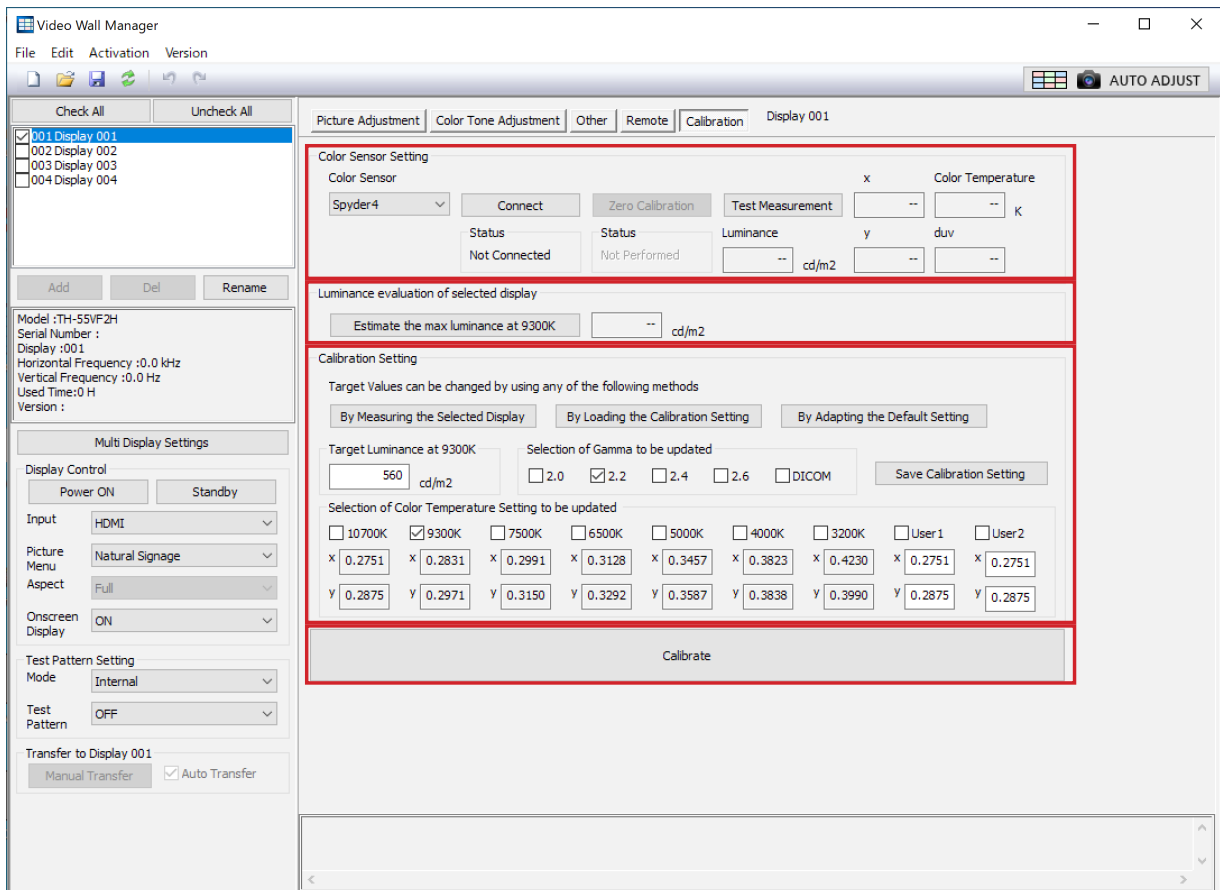 Video Wall Manager
File Edit Activation Version
AUTO ADJUST
Check All Uncheck All
001 Display 001
002 Display 002
003 Display 003
004 Display 004
Add Del Rename
Model :TH-55VF2H
Serial Number :
Display :001
Horizontal Frequency :0.0 kHz
Vertical Frequency :0.0 Hz
Used Time:0 H
Version :
Multi Display Settings
Display Control
Power ON Standby
Input HDMI
Picture Menu Natural Signage
Aspect Full
Onscreen Display ON
Test Pattern Setting
Mode Internal
Test Pattern OFF
Transfer to Display 001
Manual Transfer Auto Transfer
Picture Adjustment Color Tone Adjustment Other Remote Calibration Display 001
Color Sensor Setting
Color Sensor x Color Temperature
Spyder4 Connect Zero Calibration Test Measurement -- -- K
Status Status Luminance y duv
Not Connected Not Performed -- cd/m2 -- --
Luminance evaluation of selected display
Estimate the max luminance at 9300K -- cd/m2
Calibration Setting
Target Values can be changed by using any of the following methods
By Measuring the Selected Display By Loading the Calibration Setting By Adapting the Default Setting
Target Luminance at 9300K Selection of Gamma to be updated
560 cd/m2 2.0 2.2 2.4 2.6 DICOM Save Calibration Setting
Selection of Color Temperature Setting to be updated
10700K 9300K 7500K 6500K 5000K 4000K 3200K User1 User2
x 0.2751 x 0.2831 x 0.2991 x 0.3128 x 0.3457 x 0.3823 x 0.4230 x 0.2751 x 0.2751
y 0.2875 y 0.2971 y 0.3150 y 0.3292 y 0.3587 y 0.3838 y 0.3990 y 0.2875 y 0.2875
Calibrate